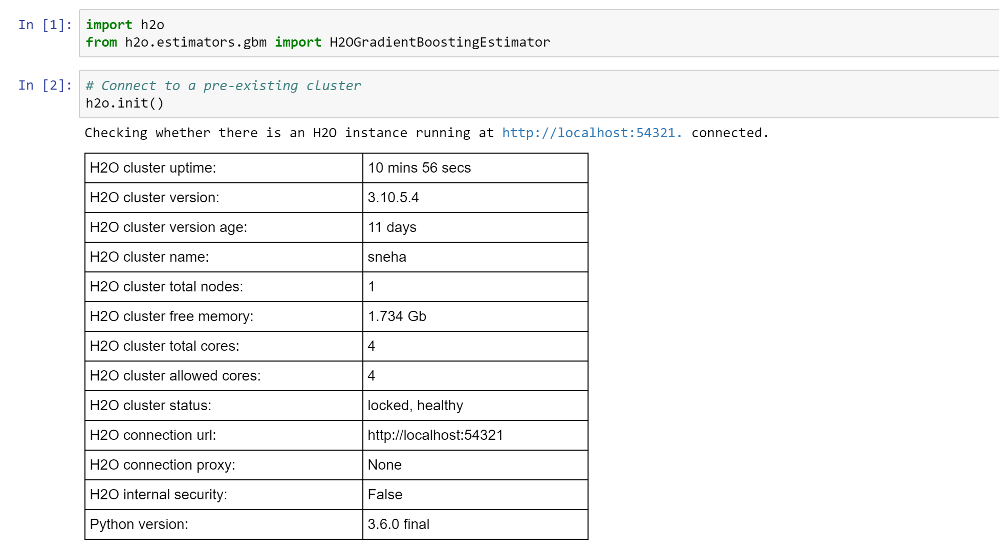 In [1]: import h2o
from h2o.estimators.gbm import H2OGradientBoostingEstimator
In [2]: # Connect to a pre-existing cluster
h2o.init()
Checking whether there is an H2O instance running at http://localhost:54321. connected.
H2O cluster uptime: 10 mins 56 secs
H2O cluster version: 3.10.5.4
H2O cluster version age: 11 days
H2O cluster name: sneha
H2O cluster total nodes: 1
H2O cluster free memory: 1.734 Gb
H2O cluster total cores: 4
H2O cluster allowed cores: 4
H2O cluster status: locked, healthy
H2O connection url: http://localhost:54321
H2O connection proxy: None
H2O internal security: False
Python version: 3.6.0 final